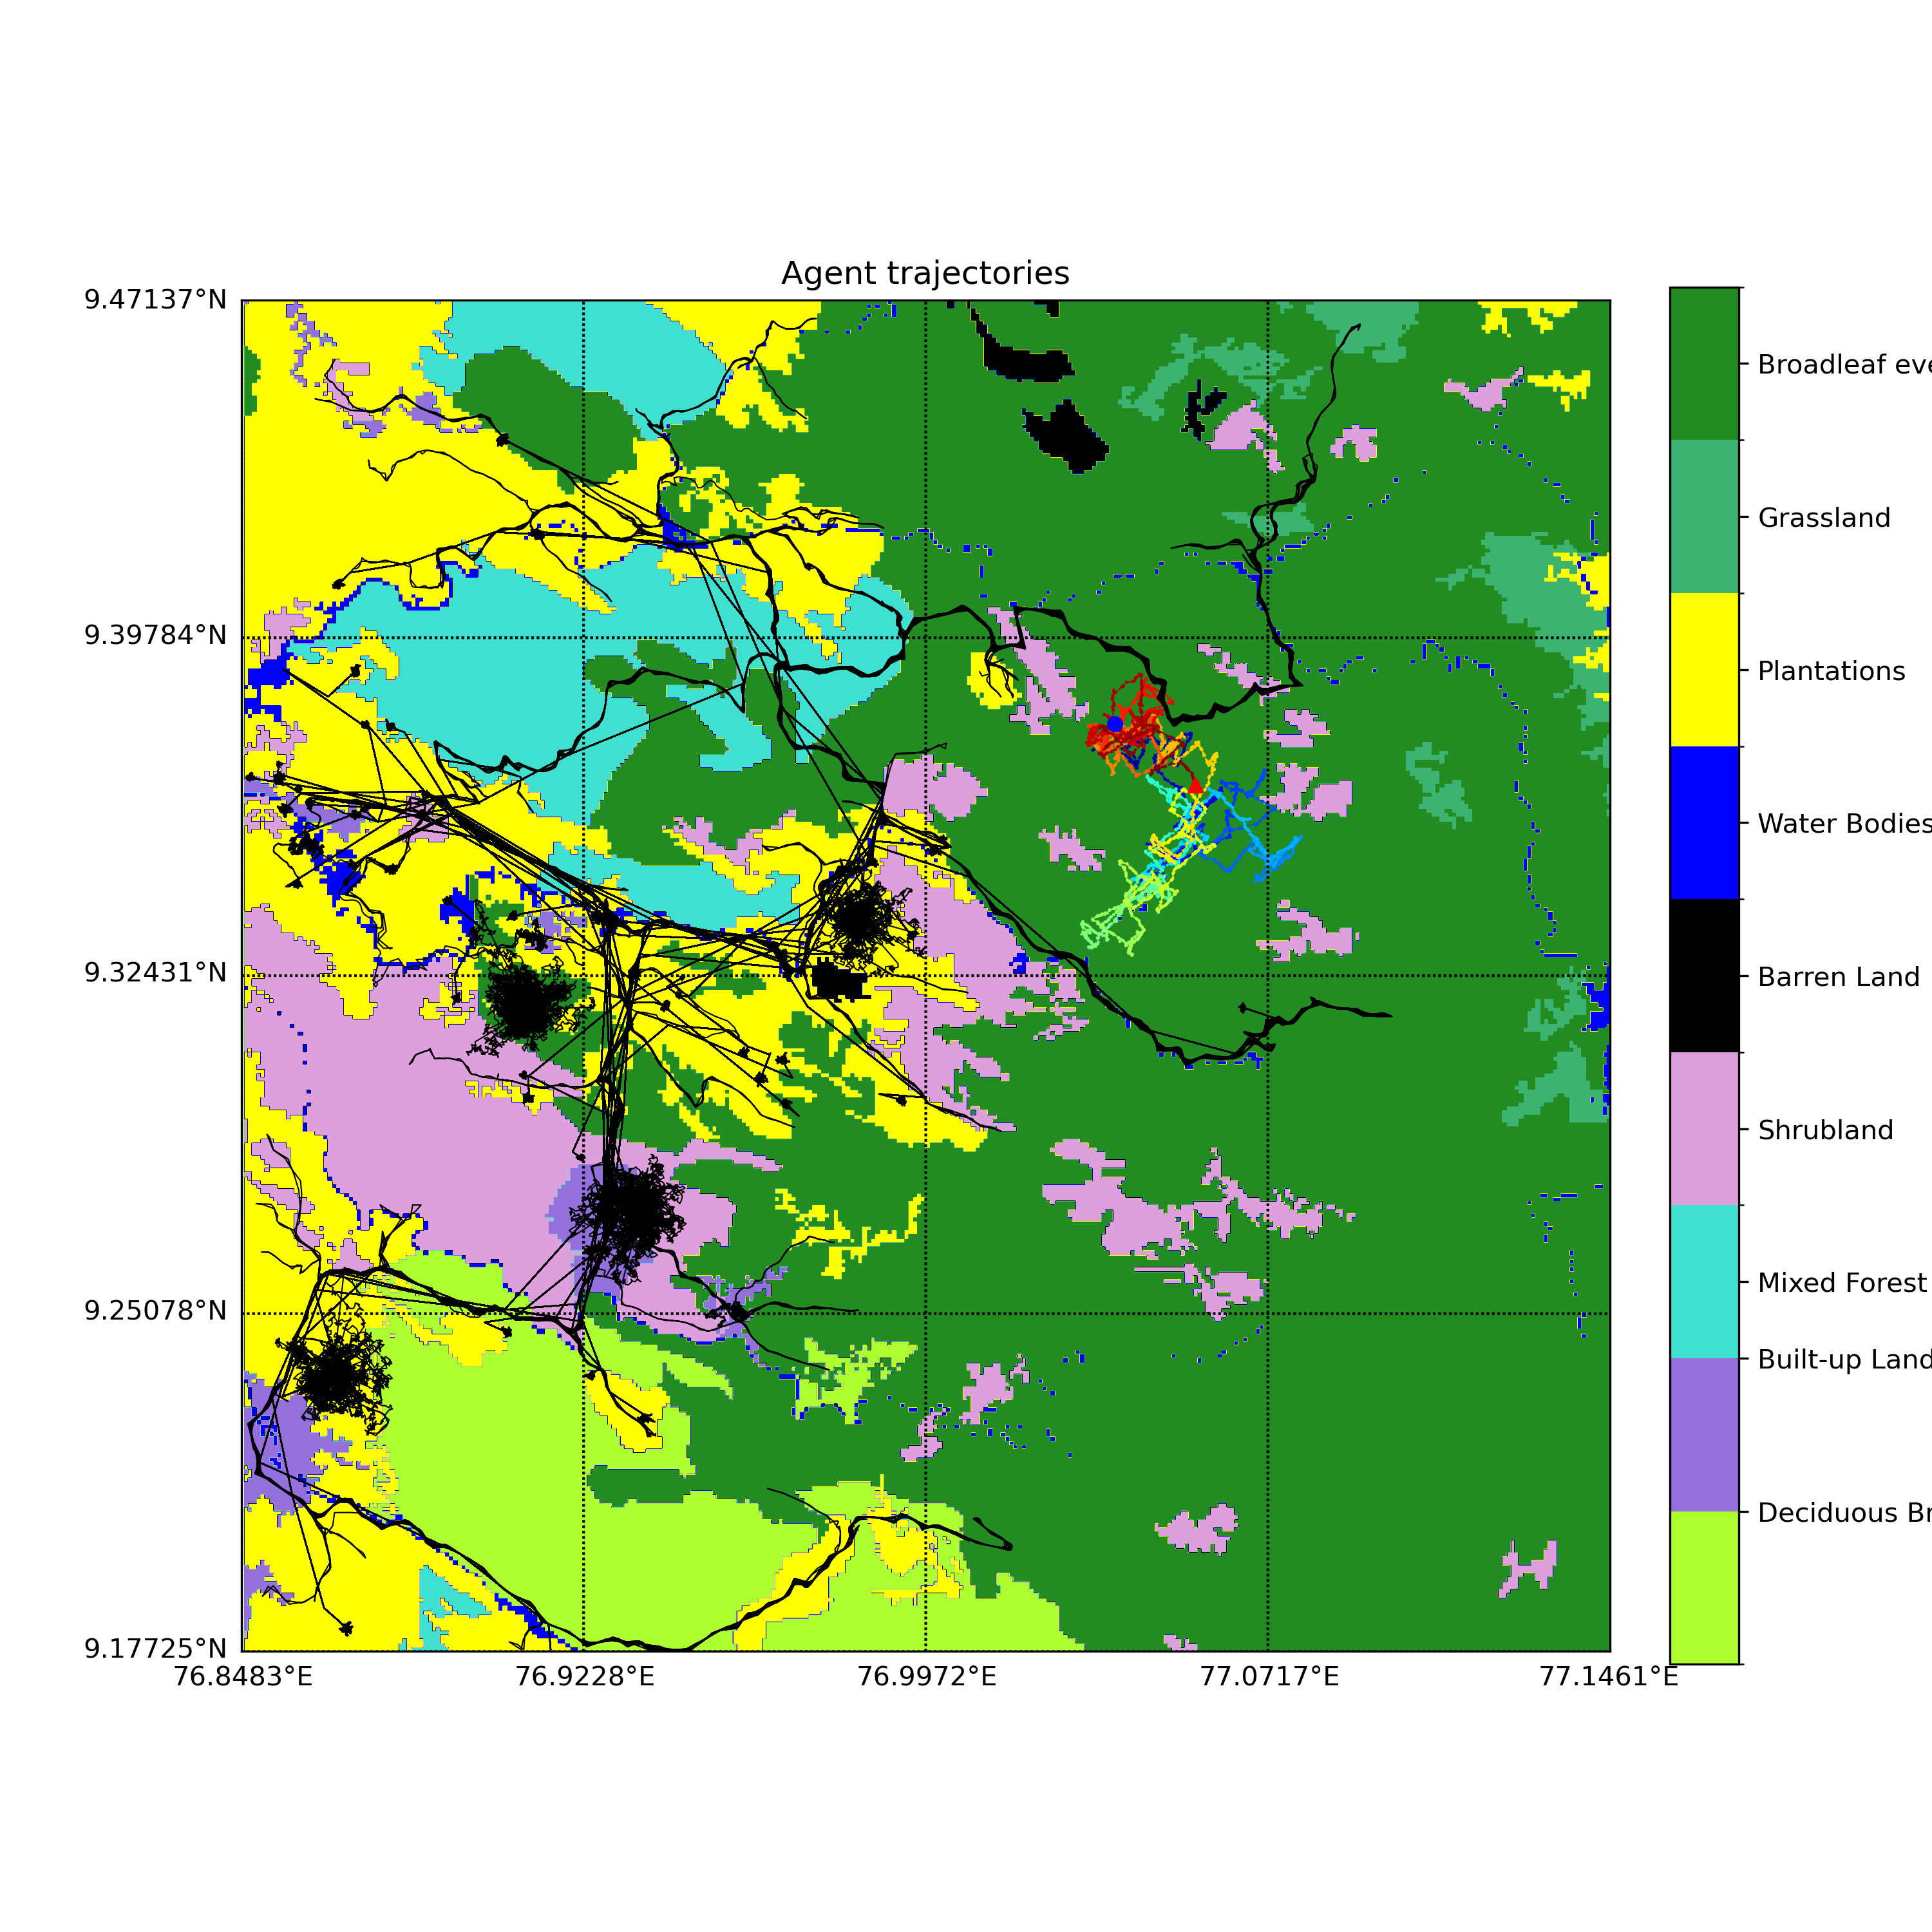 Agent trajectories
9.47137°N
9.39784°N
9.32431°N
9.25078°N
9.17725°N
76.8483°E
76.9228°E
76.9972°E
77.0717°E
77.1461°E
Broadleaf eve
Grassland
Plantations
Water Bodies
Barren Land
Shrubland
Mixed Forest
Built-up Land
Deciduous Br